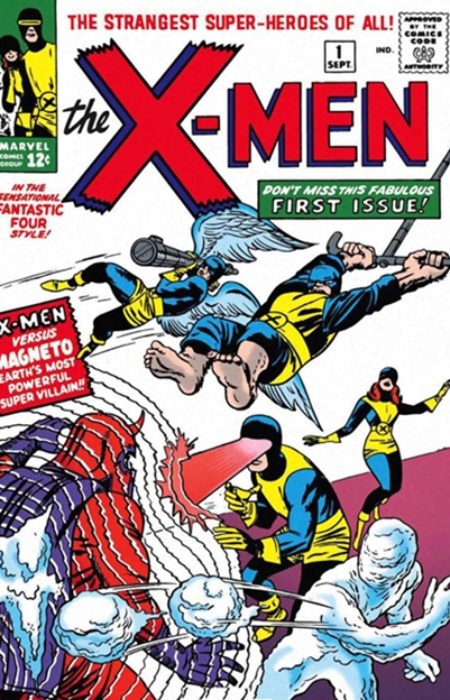 THE STRANGEST SUPER-HEROES OF ALL!
APPROVED
BY THE
COMICS
CODE
AUTHORITY
1
SEPT.
IND.
the X-MEN
MARVEL
COMICS
GROUP 12¢
DON'T MISS THIS FABULOUS
FIRST ISSUE!
IN THE
SENSATIONAL
FANTASTIC
FOUR
STYLE!
X-MEN
VERSUS
MAGNETO
EARTH'S MOST
POWERFUL
SUPER VILLAIN!!